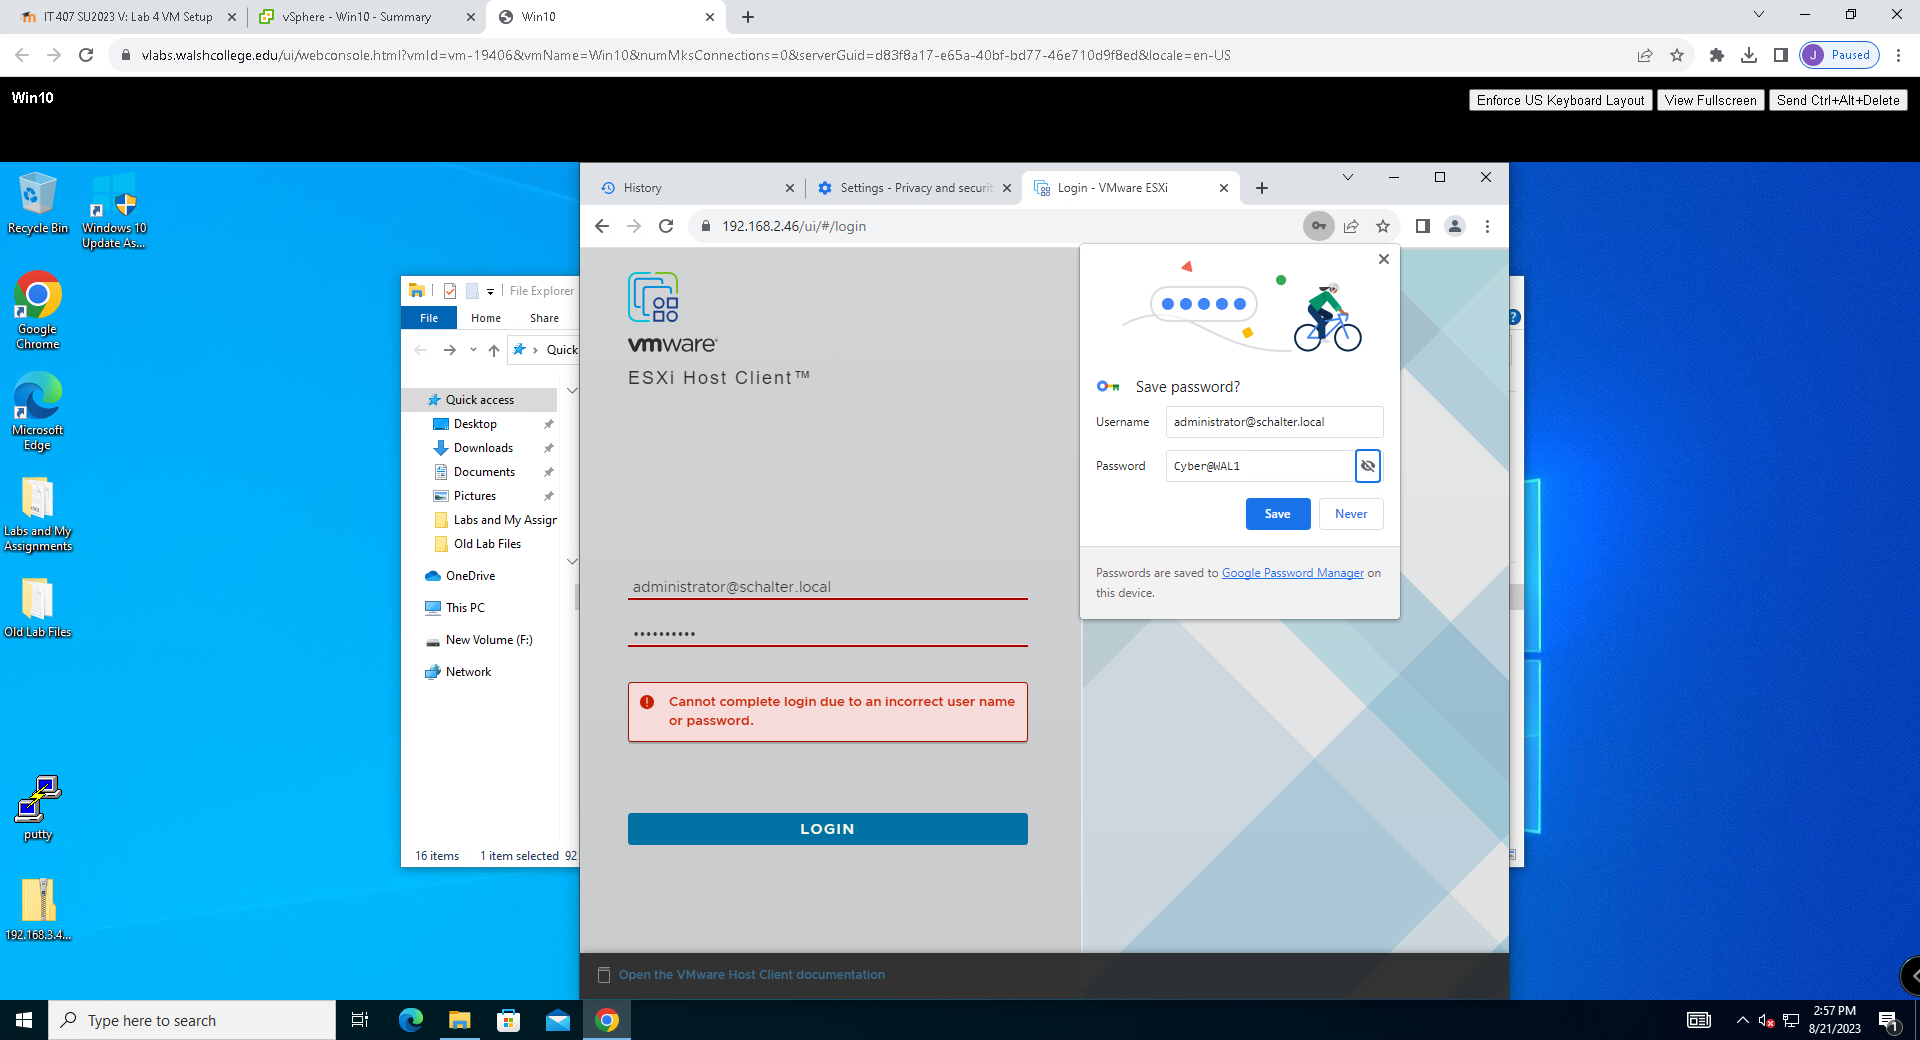 IT 407 SU2023 V: Lab 4 VM Setup
vSphere - Win10 - Summary
Win10
vlabs.walshcollege.edu/ui/webconsole.html?vmId=vm-19406&vmName=Win10&numMksConnections=0&serverGuid=d83f8a17-e65a-40bf-bd77-46e710d9f8ed&locale=en-US
J Paused
Win10
Enforce US Keyboard Layout
View Fullscreen
Send Ctrl+Alt+Delete
Recycle Bin
Windows 10
Update As...
Google
Chrome
Microsoft
Edge
Labs and My
Assignments
Old Lab Files
putty
192.168.3.4...
File Explorer
File
Home
Share
Quick
Quick access
Desktop
Downloads
Documents
Pictures
Labs and My Assigr
Old Lab Files
OneDrive
This PC
New Volume (F:)
Network
16 items
1 item selected 92
History
Settings - Privacy and securit
Login - VMware ESXi
192.168.2.46/ui/#/login
vmware
ESXi Host Client™
administrator@schalter.local
••••••••••
Cannot complete login due to an incorrect user name
or password.
LOGIN
Open the VMware Host Client documentation
Save password?
Username
administrator@schalter.local
Password
Cyber@WAL1
Save
Never
Passwords are saved to Google Password Manager on
this device.
Type here to search
2:57 PM
8/21/2023
1